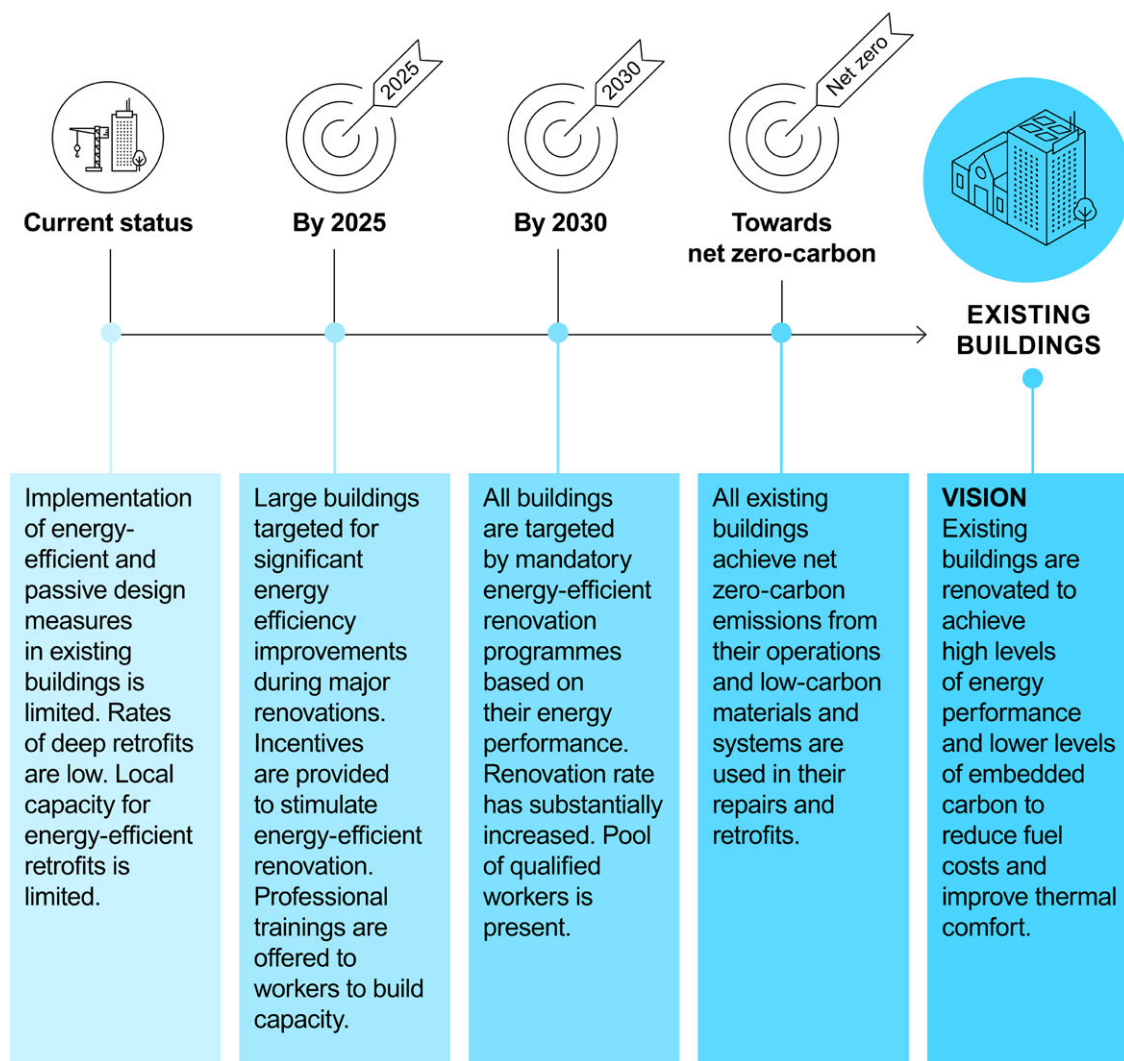 2025
2030
Net zero
Current status
By 2025
By 2030
Towards
net zero-carbon
EXISTING
BUILDINGS
Implementation
of energy-
efficient and
passive design
measures
in existing
buildings is
limited. Rates
of deep retrofits
are low. Local
capacity for
energy-efficient
retrofits is
limited.
Large buildings
targeted for
significant
energy
efficiency
improvements
during major
renovations.
Incentives
are provided
to stimulate
energy-efficient
renovation.
Professional
trainings are
offered to
workers to build
capacity.
All buildings
are targeted
by mandatory
energy-efficient
renovation
programmes
based on
their energy
performance.
Renovation rate
has substantially
increased. Pool
of qualified
workers is
present.
All existing
buildings
achieve net
zero-carbon
emissions from
their operations
and low-carbon
materials and
systems are
used in their
repairs and
retrofits.
VISION
Existing
buildings are
renovated to
achieve
high levels
of energy
performance
and lower levels
of embedded
carbon to
reduce fuel
costs and
improve thermal
comfort.